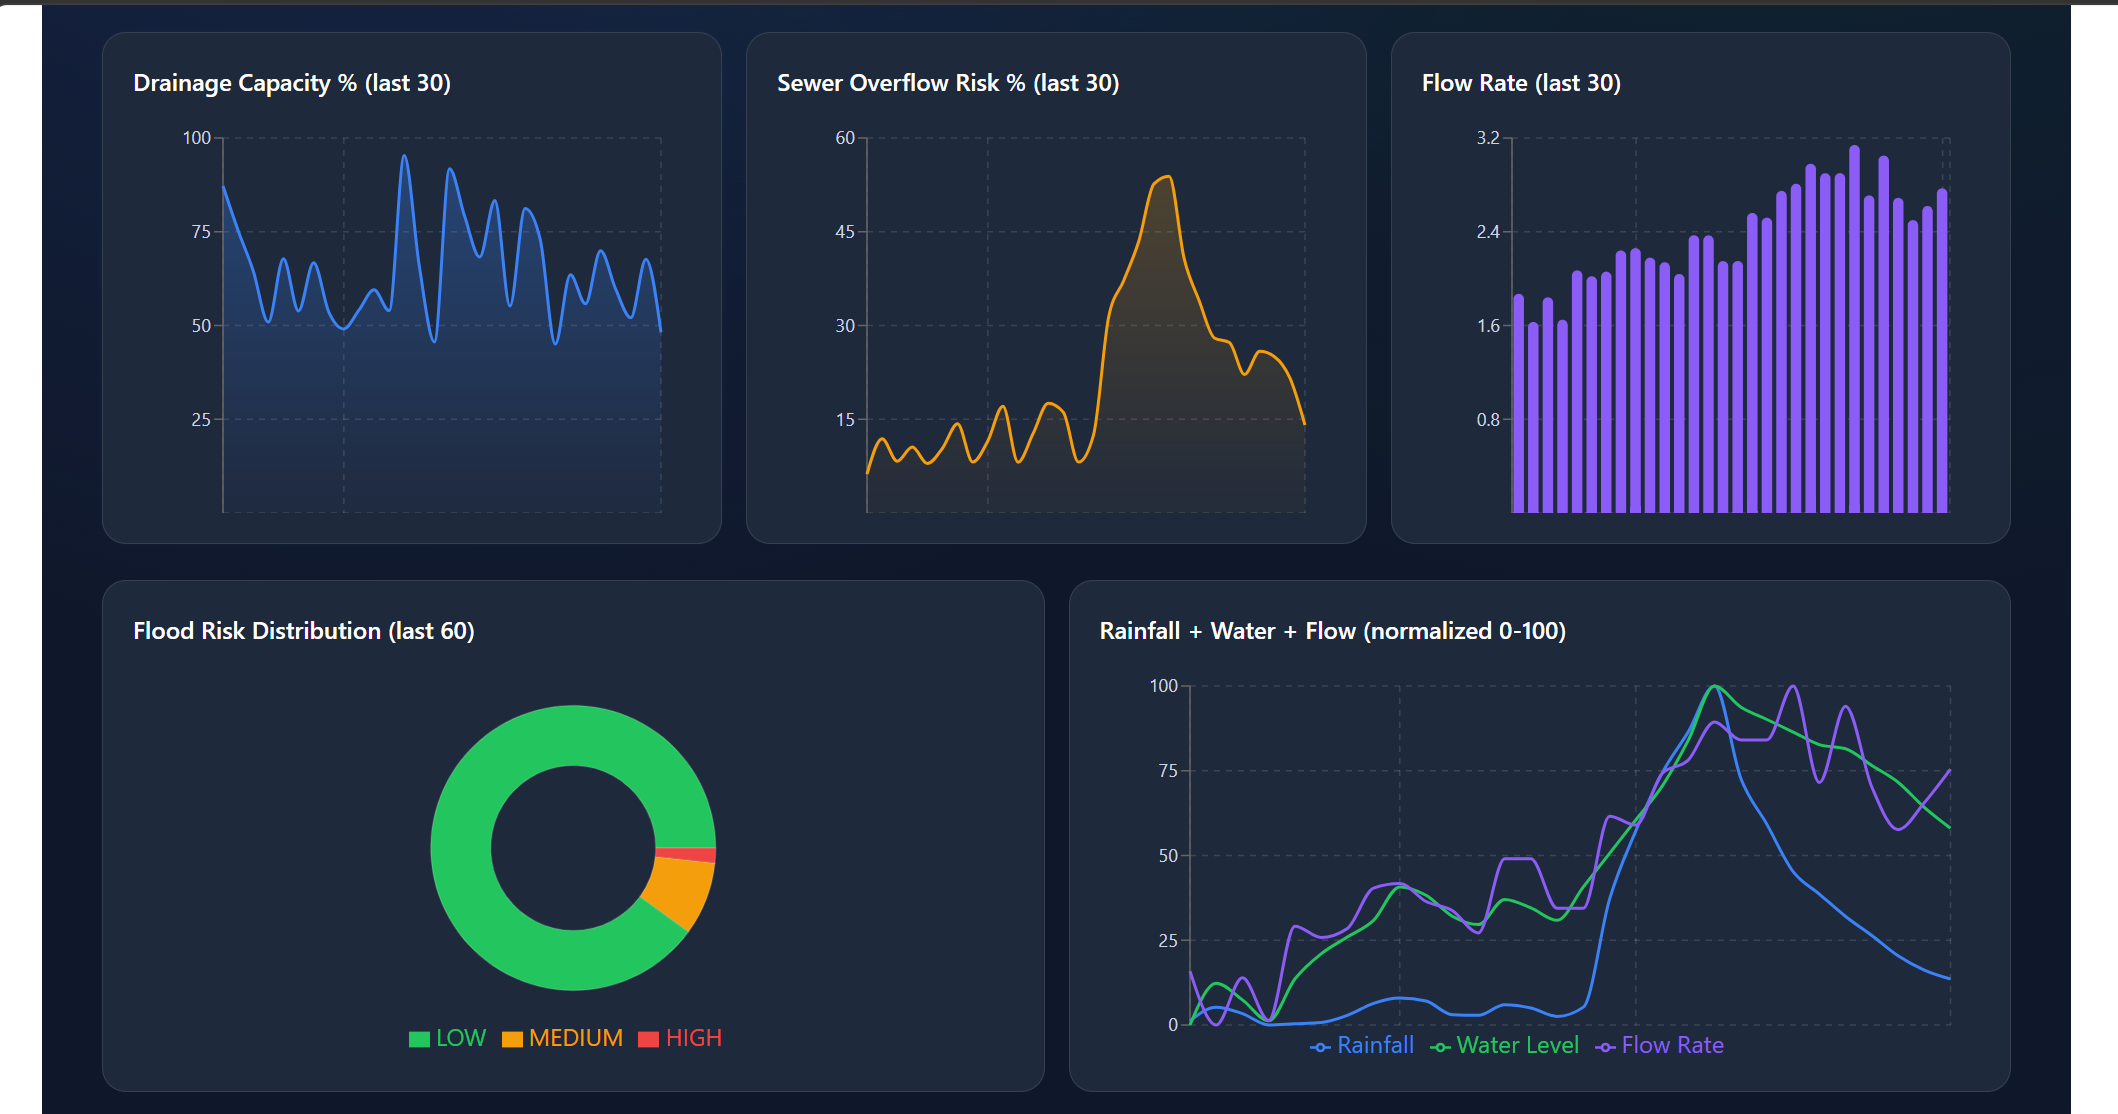 Drainage Capacity % (last 30)
100
75
50
25
Sewer Overflow Risk % (last 30)
60
45
30
15
Flow Rate (last 30)
3.2
2.4
1.6
0.8
Flood Risk Distribution (last 60)
LOW MEDIUM HIGH
Rainfall + Water + Flow (normalized 0-100)
100
75
50
25
0
Rainfall Water Level Flow Rate